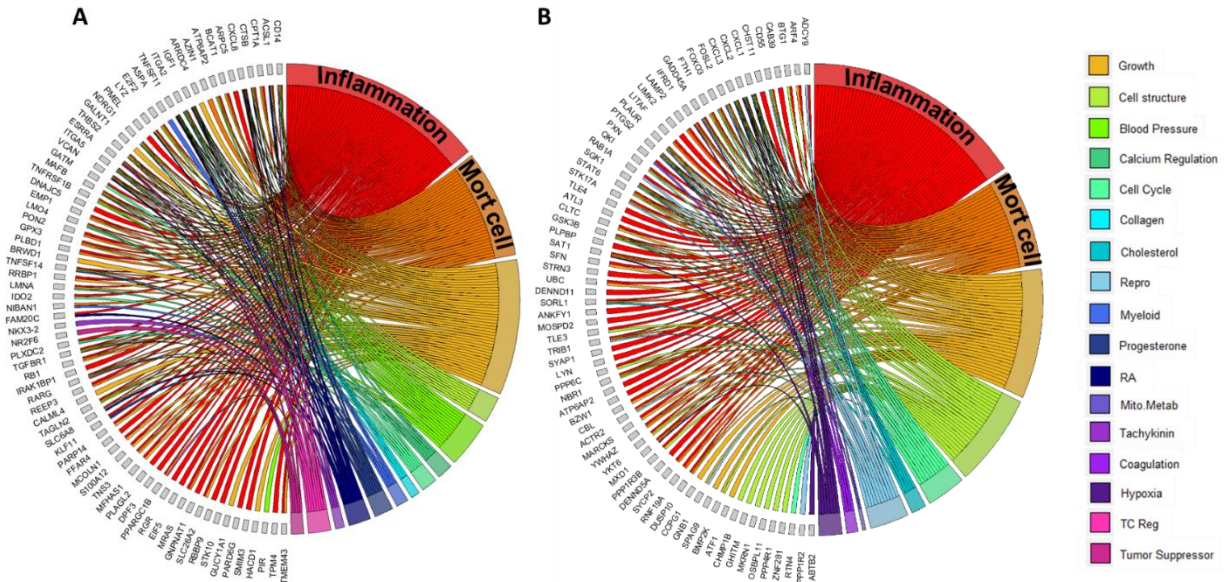 A
CD14
ACSL1
CPT1A
CTSB
CXCL8
ARPC5
BCAT1
ATP6AP2
AZIN1
ARRDC4
IGF1
ITGA2
TNFSF11
ASPA
E2F2
LYZ
PMEL
NDRG1
GALNT1
THBS2
ESRRA
ITGA5
VCAN
GATM
MAFB
TNFRSF1B
DNAJC5
EMP1
LMO4
PON2
GPX3
PLBD1
BRWD1
TNFSF14
RRBP1
LMNA
IDO2
NIBAN1
FAM20C
NKX3-2
NR2F6
PLXDC2
TGFBR1
RB1
IRAK1BP1
RARG
REEP3
CALML4
TAGLN2
SLC6A8
KLF11
PARP14
FFAR4
MCOLN1
S100A12
TNS3
MFHAS1
PLAGL2
DPF3
PPARGC1B
RGR
EIF5
MRAS
GNPNAT1
SLC26A2
RBBP9
STK10
GUCY1A1
PARD6G
SMIM3
HACD1
PIR
TPM4
TMEM43
Inflammation
Mort cell
B
ADCY9
ARF4
BTG1
CAB39
CD55
CHST11
CXCL1
CXCL2
CXCL3
FOSL2
FOXO3
FTH1
GADD45A
IFRD1
LAMP2
LIMK2
LITAF
PLAUR
PTGS2
PXN
QKI
RAB1A
SGK1
STAT6
STK17A
TLE4
ATL3
CLTC
GSK3B
PLPBP
SAT1
SFN
STRN3
UBC
DENND11
SORL1
ANKFY1
MOSPD2
TLE3
TRIB1
SYAP1
LYN
PPP6C
NBR1
ATP6AP2
BZW1
CBL
ACTR2
MARCKS
YWHAZ
YKT6
MXD1
PPP1R3B
DENND5A
SYCP2
RNF19A
DUSP10
CCPG1
GNB1
SPAG9
BMP2K
ATF1
CHMP1B
GHITM
MKRN1
OSBPL11
PPP4R1
ZNF281
RTN4
PPP1R2
ABTB2
Inflammation
Mort cell
Growth
Cell structure
Blood Pressure
Calcium Regulation
Cell Cycle
Collagen
Cholesterol
Repro
Myeloid
Progesterone
RA
Mito.Metab
Tachykinin
Coagulation
Hypoxia
TC Reg
Tumor Suppressor